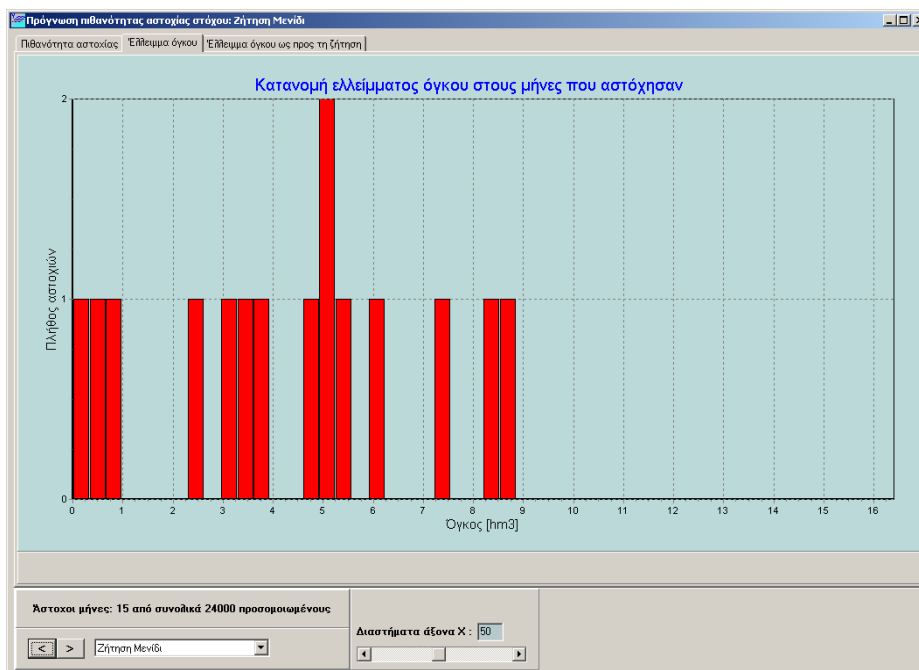 Πρόγνωση πιθανότητας αστοχίας στόχου: Ζήτηση Μενίδι
Πιθανότητα αστοχίας Έλλειμμα όγκου Έλλειμμα όγκου ως προς τη ζήτηση
Κατανομή ελλείμματος όγκου στους μήνες που αστόχησαν
2
1
0
Πλήθος αστοχιών
0 1 2 3 4 5 6 7 8 9 10 11 12 13 14 15 16
Όγκος [hm3]
Άστοχοι μήνες: 15 από συνολικά 24000 προσομοιωμένους
< > Ζήτηση Μενίδι
Διαστήματα άξονα X : 50